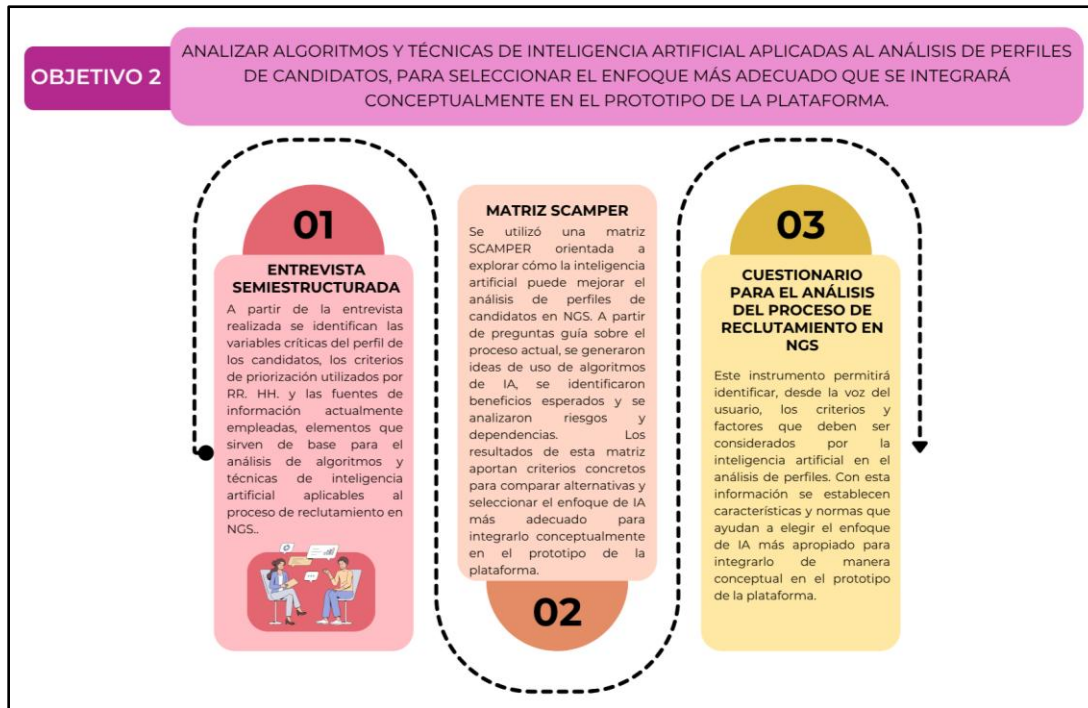 OBJETIVO 2
ANALIZAR ALGORITMOS Y TÉCNICAS DE INTELIGENCIA ARTIFICIAL APLICADAS AL ANÁLISIS DE PERFILES
DE CANDIDATOS, PARA SELECCIONAR EL ENFOQUE MÁS ADECUADO QUE SE INTEGRARÁ
CONCEPTUALMENTE EN EL PROTOTIPO DE LA PLATAFORMA.
01
ENTREVISTA
SEMIESTRUCTURADA
A partir de la entrevista
realizada se identifican las
variables críticas del perfil de
los candidatos, los criterios
de priorización utilizados por
RR. HH. y las fuentes de
información actualmente
empleadas, elementos que
sirven de base para el
análisis de algoritmos y
técnicas de inteligencia
artificial aplicables al
proceso de reclutamiento en
NGS..
MATRIZ SCAMPER
Se utilizó una matriz
SCAMPER orientada a
explorar cómo la inteligencia
artificial puede mejorar el
análisis de perfiles de
candidatos en NGS. A partir
de preguntas guía sobre el
proceso actual, se generaron
ideas de uso de algoritmos
de IA, se identificaron
beneficios esperados y se
analizaron riesgos y
dependencias. Los
resultados de esta matriz
aportan criterios concretos
para comparar alternativas y
seleccionar el enfoque de IA
más adecuado para
integrarlo conceptualmente
en el prototipo de la
plataforma.
02
03
CUESTIONARIO
PARA EL ANÁLISIS
DEL PROCESO DE
RECLUTAMIENTO EN
NGS
Este instrumento permitirá
identificar, desde la voz del
usuario, los criterios y
factores que deben ser
considerados por la
inteligencia artificial en el
análisis de perfiles. Con esta
información se establecen
características y normas que
ayudan a elegir el enfoque
de IA más apropiado para
integrarlo de manera
conceptual en el prototipo
de la plataforma.